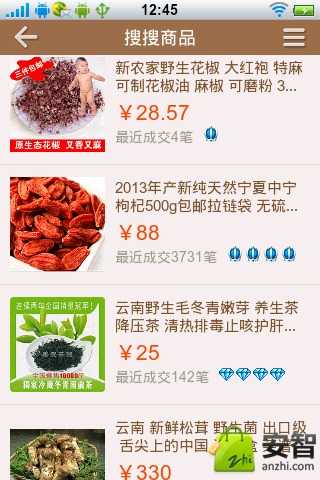 12:45
搜搜商品
三件包邮
原生态花椒 又香又麻
新农家野生花椒 大红袍 特麻
可制花椒油 麻椒 可磨粉 3...
￥28.57
最近成交4笔
2013年产新纯天然宁夏中宁
枸杞500g包邮拉链袋 无硫...
￥88
最近成交3731笔
云南野生毛冬青嫩芽 养生茶
降压茶 清热排毒止咳护肝...
￥25
最近成交142笔
云南 新鲜松茸 野生菌 出口级
舌尖上的中国
￥330
安智
zhi
anzhi.com